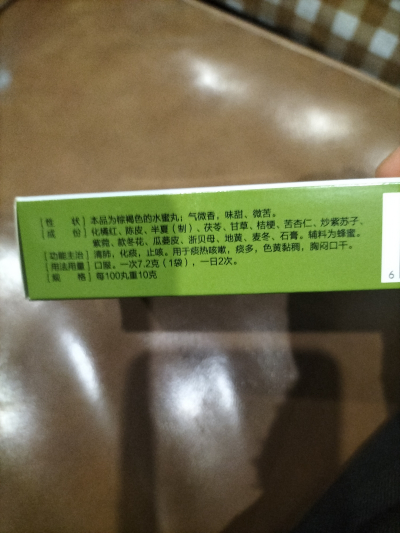 [性 状] 本品为棕褐色的水蜜丸；气微香，味甜、微苦。
[成 份] 化橘红、陈皮、半夏（制）、茯苓、甘草、桔梗、苦杏仁、炒紫苏子、
紫菀、款冬花、瓜蒌皮、浙贝母、地黄、麦冬、石膏。辅料为蜂蜜。
[功能主治] 清肺，化痰，止咳。用于痰热咳嗽，痰多，色黄黏稠，胸闷口干。
[用法用量] 口服。一次7.2克（1袋），一日2次。
[规 格] 每100丸重10克
6